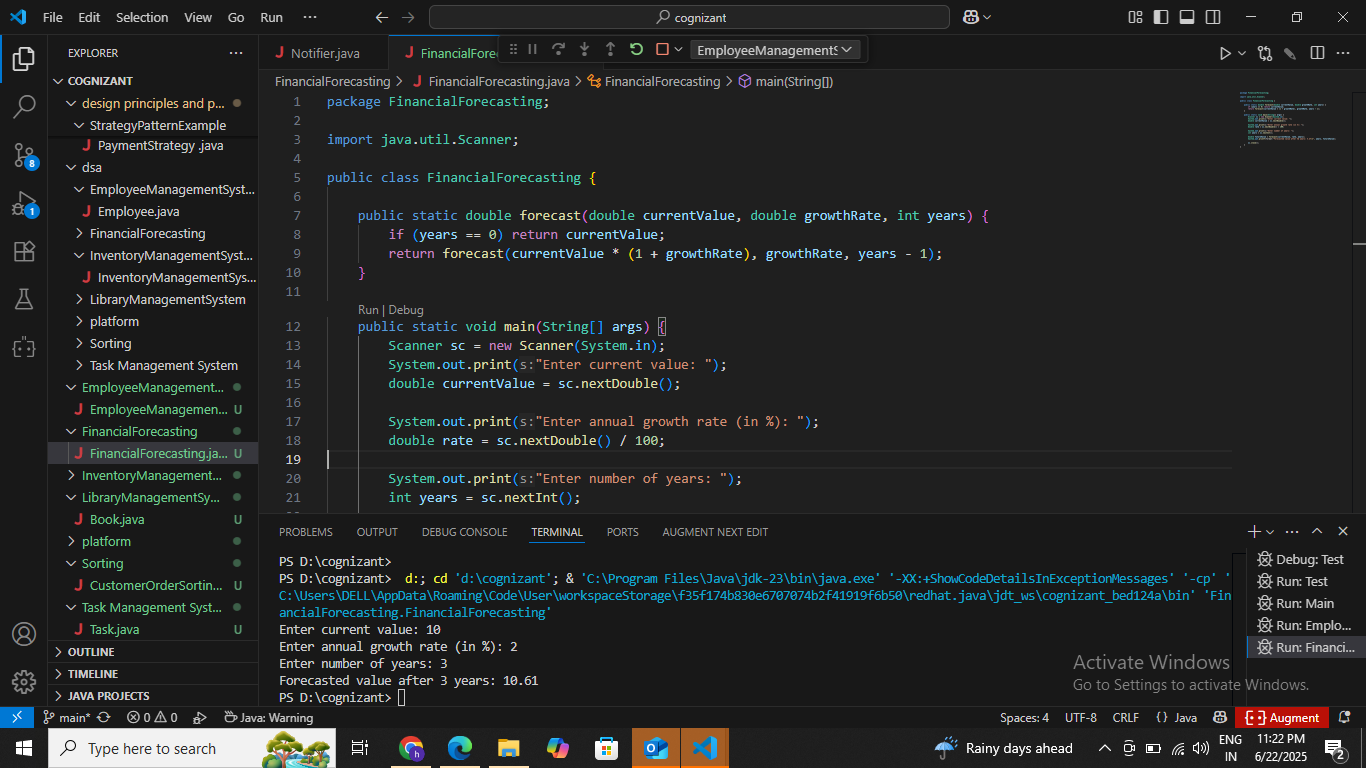 File Edit Selection View Go Run ···
cognizant
EXPLORER
COGNIZANT
design principles and p...
StrategyPatternExample
PaymentStrategy .java
dsa
EmployeeManagementSyst...
Employee.java
FinancialForecasting
InventoryManagementSyst...
InventoryManagementSys...
LibraryManagementSystem
platform
Sorting
Task Management System
EmployeeManagement...
EmployeeManagemen... U
FinancialForecasting
FinancialForecasting.ja... U
InventoryManagement...
LibraryManagementSy...
Book.java U
platform
Sorting
CustomerOrderSortin... U
Task Management Syst...
Task.java U
OUTLINE
TIMELINE
JAVA PROJECTS
8
1
Notifier.java
FinancialFore
EmployeeManagementS
FinancialForecasting > FinancialForecasting.java > FinancialForecasting > main(String[])
1 package FinancialForecasting;
2
3 import java.util.Scanner;
4
5 public class FinancialForecasting {
6
7 public static double forecast(double currentValue, double growthRate, int years) {
8 if (years == 0) return currentValue;
9 return forecast(currentValue * (1 + growthRate), growthRate, years - 1);
10 }
11
Run | Debug
12 public static void main(String[] args) {
13 Scanner sc = new Scanner(System.in);
14 System.out.print(s:"Enter current value: ");
15 double currentValue = sc.nextDouble();
16
17 System.out.print(s:"Enter annual growth rate (in %): ");
18 double rate = sc.nextDouble() / 100;
19
20 System.out.print(s:"Enter number of years: ");
21 int years = sc.nextInt();
PROBLEMS OUTPUT DEBUG CONSOLE TERMINAL PORTS AUGMENT NEXT EDIT
PS D:\cognizant>
PS D:\cognizant> d:; cd 'd:\cognizant'; & 'C:\Program Files\Java\jdk-23\bin\java.exe' '-XX:+ShowCodeDetailsInExceptionMessages' '-cp' '
C:\Users\DELL\AppData\Roaming\Code\User\workspaceStorage\f35f174b830e6707074b2f41919f6b50\redhat.java\jdt_ws\cognizant_bed124a\bin' 'Fin
ancialForecasting.FinancialForecasting'
Enter current value: 10
Enter annual growth rate (in %): 2
Enter number of years: 3
Forecasted value after 3 years: 10.61
PS D:\cognizant>
Debug: Test
Run: Test
Run: Main
Run: Emplo...
Run: Financi...
Activate Windows
Go to Settings to activate Windows.
main* 0 0 Java: Warning
Spaces: 4 UTF-8 CRLF {} Java Augment
Type here to search
Rainy days ahead
ENG
IN
11:22 PM
6/22/2025
2